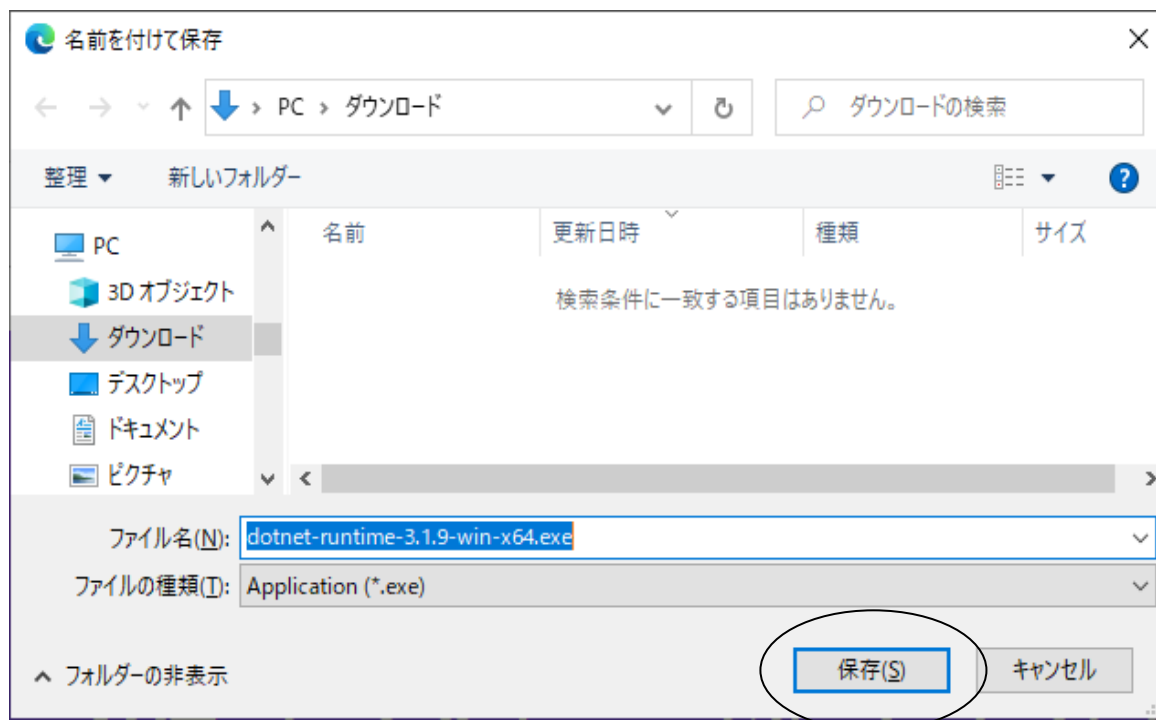 名前を付けて保存
PC › ダウンロード
ダウンロードの検索
整理
新しいフォルダー
PC
3D オブジェクト
ダウンロード
デスクトップ
ドキュメント
ピクチャ
名前 更新日時 種類 サイズ
検索条件に一致する項目はありません。
ファイル名(N): dotnet-runtime-3.1.9-win-x64.exe
ファイルの種類(T): Application (*.exe)
フォルダーの非表示
保存(S) キャンセル